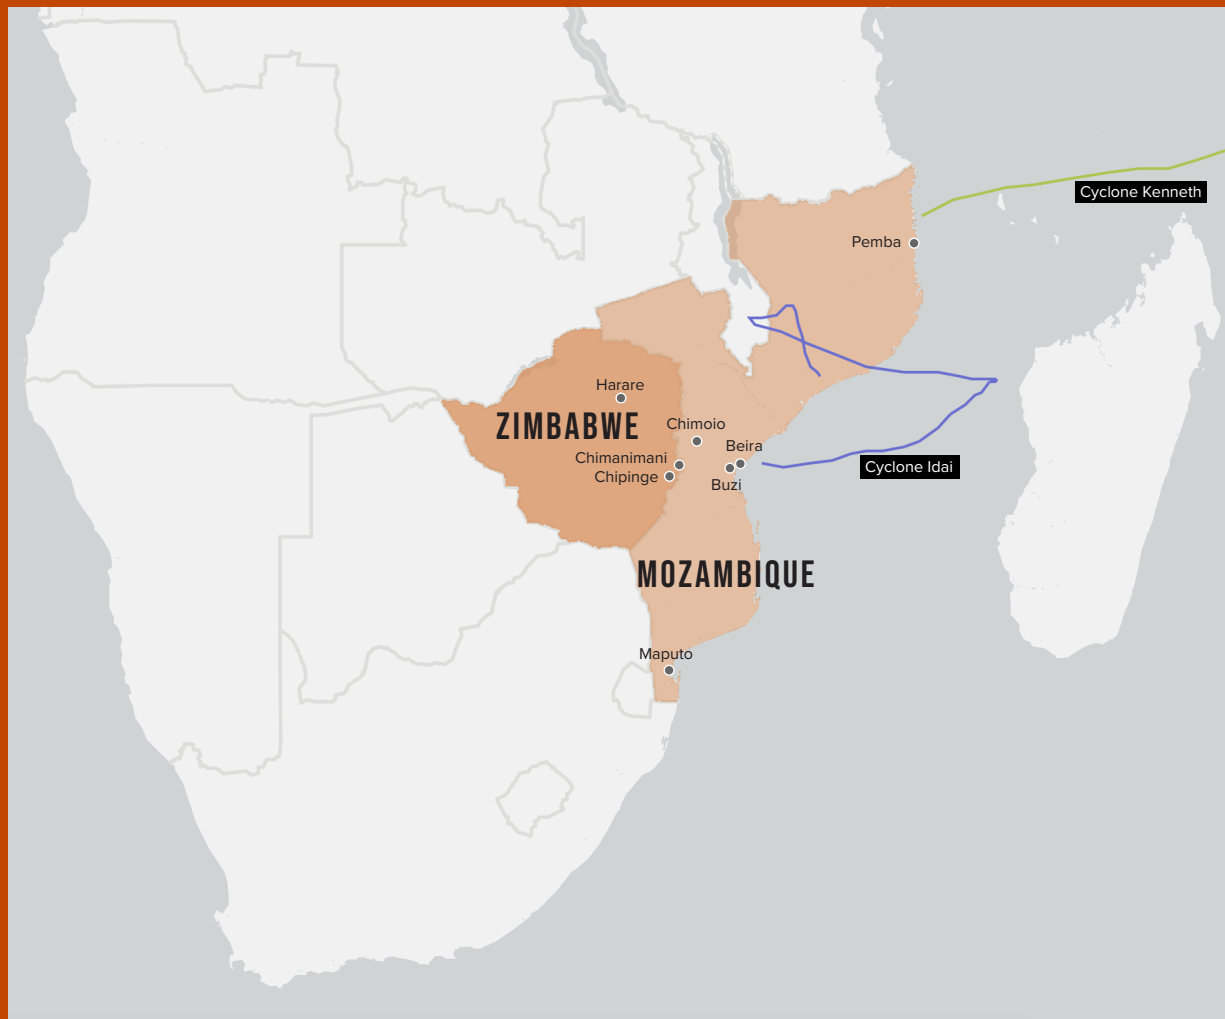 Cyclone Kenneth
Pemba
Harare
ZIMBABWE
Chimoio
Beira
Chimanimani
Cyclone Idai
Chipinge
Buzi
MOZAMBIQUE
Maputo